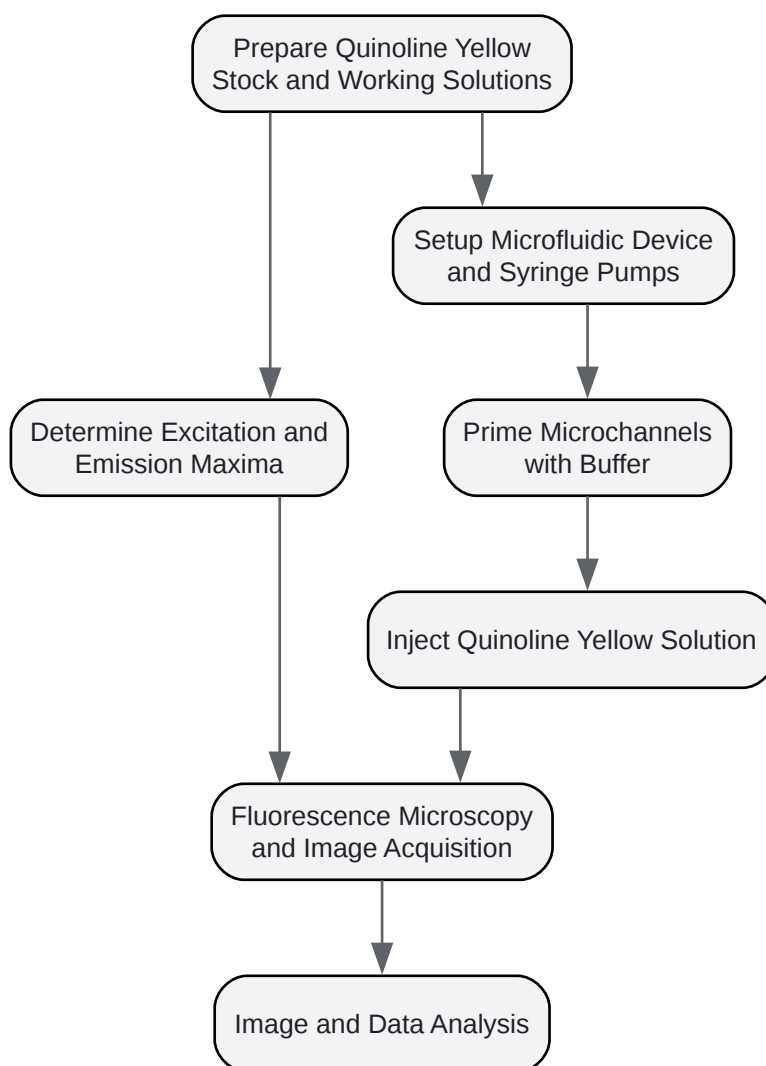 Prepare Quinoline Yellow
Stock and Working Solutions
Setup Microfluidic Device
and Syringe Pumps
Determine Excitation and
Emission Maxima
Prime Microchannels
with Buffer
Inject Quinoline Yellow Solution
Fluorescence Microscopy
and Image Acquisition
Image and Data Analysis